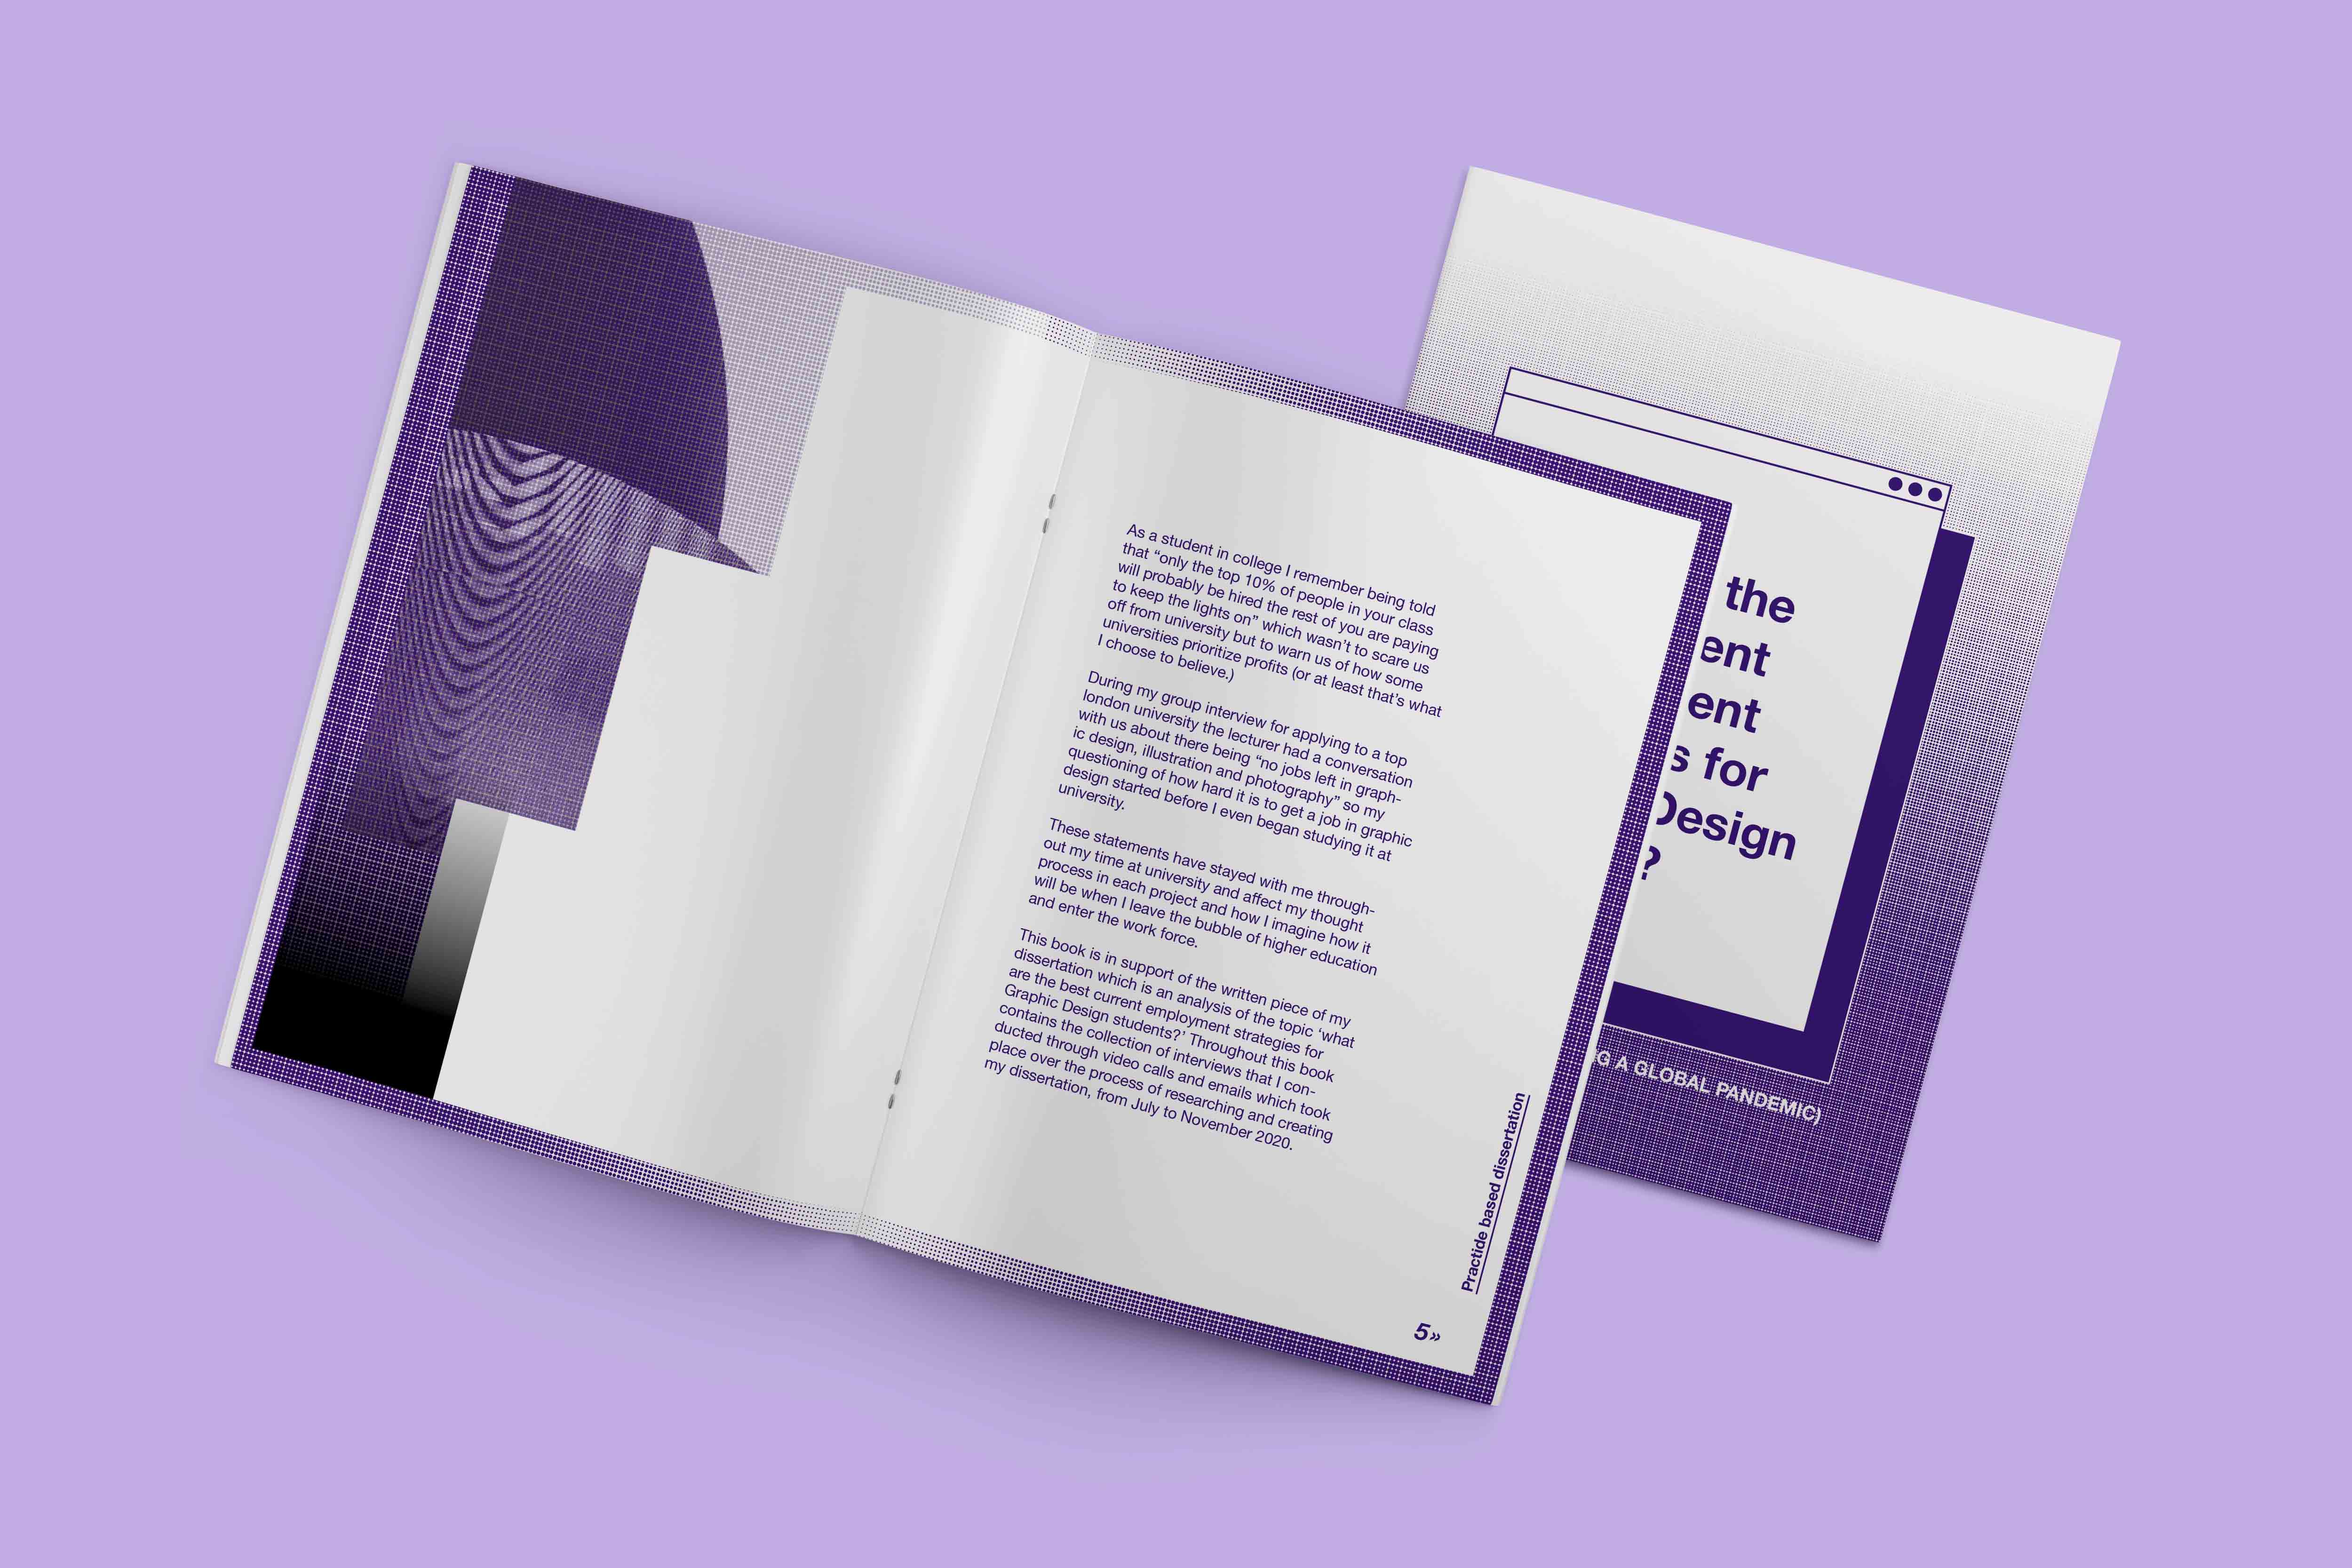 As a student in college I remember being told
that “only the top 10% of people in your class
will probably be hired the rest of you are paying
to keep the lights on” which wasn’t to scare us
off from university but to warn us of how some
universities prioritize profits (or at least that’s what
I choose to believe.)
During my group interview for applying to a top
london university the lecturer had a conversation
with us about there being “no jobs left in graph-
ic design, illustration and photography” so my
questioning of how hard it is to get a job in graphic
design started before I even began studying it at
university.
These statements have stayed with me through-
out my time at university and affect my thought
process in each project and how I imagine how it
will be when I leave the bubble of higher education
and enter the work force.
This book is in support of the written piece of my
dissertation which is an analysis of the topic ‘what
are the best current employment strategies for
Graphic Design students?’ Throughout this book
contains the collection of interviews that I con-
ducted through video calls and emails which took
place over the process of researching and creating
my dissertation, from July to November 2020.
Practide based dissertation
5»
the
ent
ent
s for
Design
?
G A GLOBAL PANDEMIC)